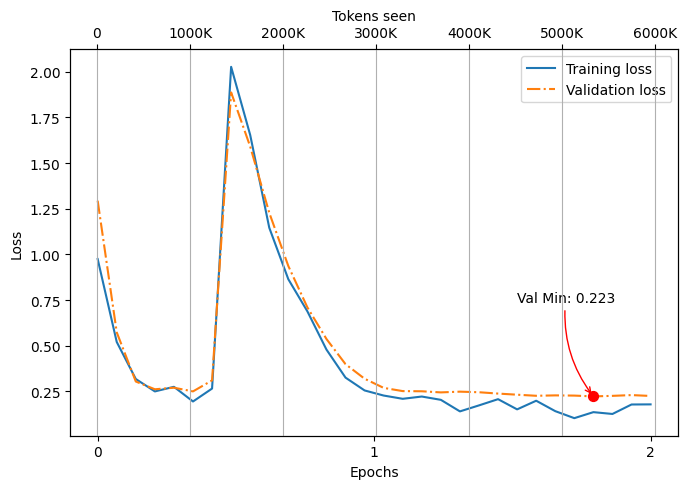 Tokens seen
0 1000K 2000K 3000K 4000K 5000K 6000K
Training loss
Validation loss
2.00
1.75
1.50
1.25
1.00
0.75
0.50
0.25
Loss
Val Min: 0.223
0 1 2
Epochs